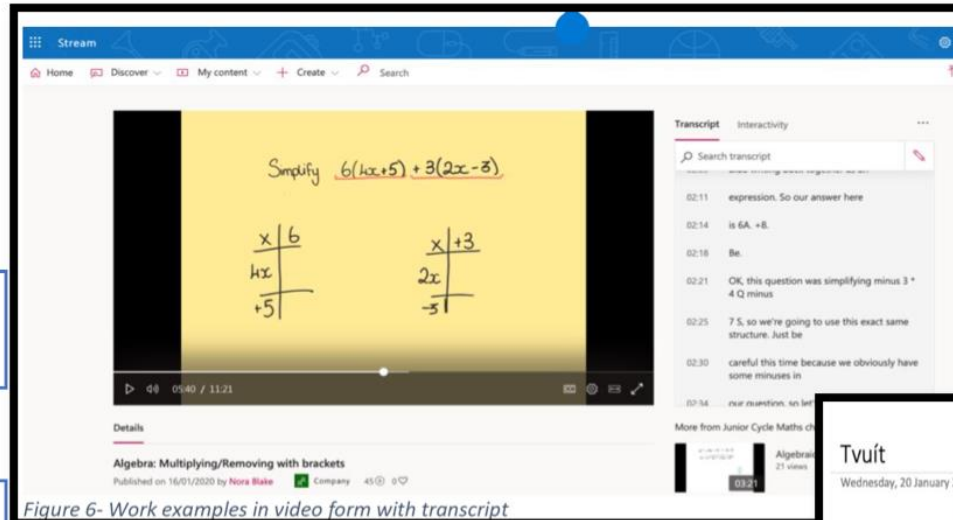 Stream
Home Discover My content Create Search
Simplify 6(4x+5) + 3(2x-3)
x 6
4x
+5
x +3
2x
-3
05:40 / 11:21
Transcript Interactivity
Search transcript
02:11 expression. So our answer here
02:14 is 6A. +8.
02:18 Be.
02:21 OK, this question was simplifying minus 3 *
4 Q minus
02:25 7 S, so we're going to use this exact same
structure. Just be
02:30 careful this time because we obviously have
some minuses in
02:34 our question, so let'
Details
Algebra: Multiplying/Removing with brackets
Published on 16/01/2020 by Nora Blake Company 45 0
More from Junior Cycle Maths ch
Algebraic
21 views
03:21
Figure 6- Work examples in video form with transcript
Tvuít
Wednesday, 20 January